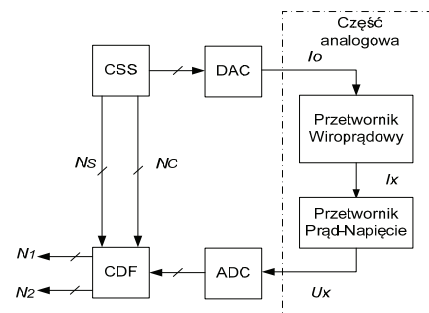 Część
analogowa
CSS
DAC
Io
Przetwornik
Wiroprądowy
NS
NC
Ix
Przetwornik
Prąd-Napięcie
N1
N2
CDF
ADC
Ux